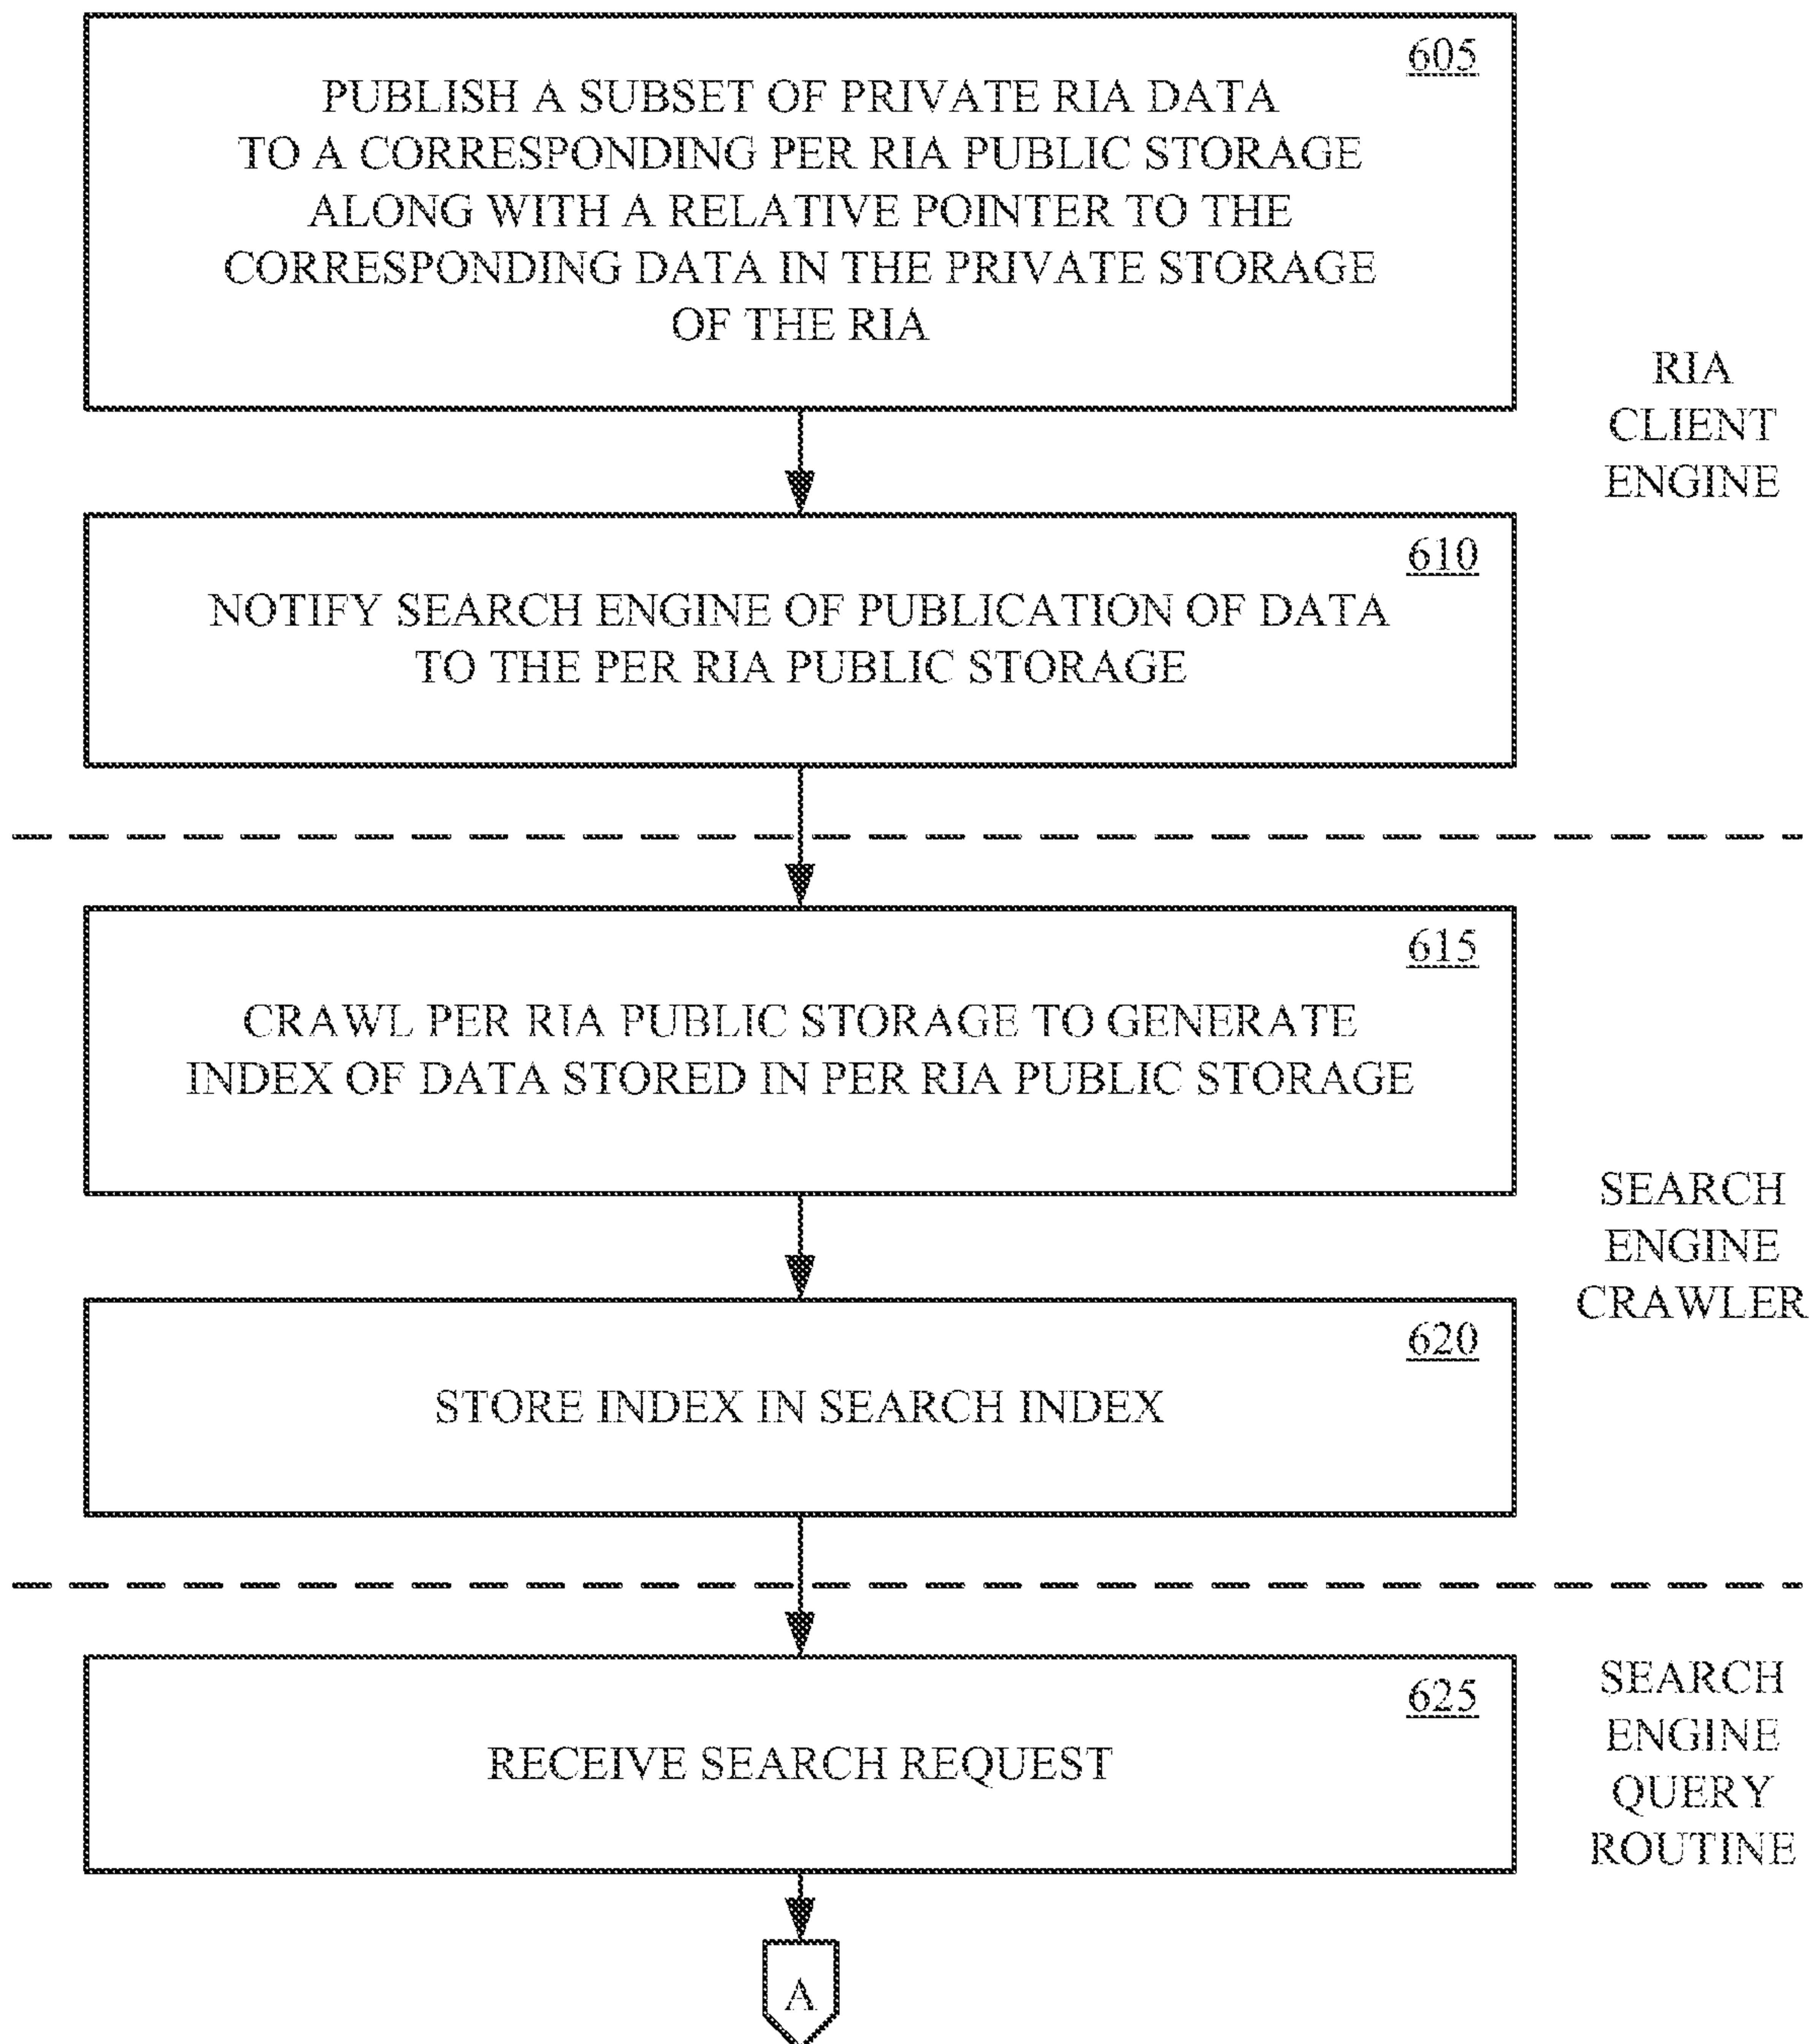 605
PUBLISH A SUBSET OF PRIVATE RIA DATA
TO A CORRESPONDING PER RIA PUBLIC STORAGE
ALONG WITH A RELATIVE POINTER TO THE
CORRESPONDING DATA IN THE PRIVATE STORAGE
OF THE RIA
RIA
CLIENT
ENGINE
610
NOTIFY SEARCH ENGINE OF PUBLICATION OF DATA
TO THE PER RIA PUBLIC STORAGE
615
CRAWL PER RIA PUBLIC STORAGE TO GENERATE
INDEX OF DATA STORED IN PER RIA PUBLIC STORAGE
SEARCH
ENGINE
CRAWLER
620
STORE INDEX IN SEARCH INDEX
625
RECEIVE SEARCH REQUEST
SEARCH
ENGINE
QUERY
ROUTINE
A